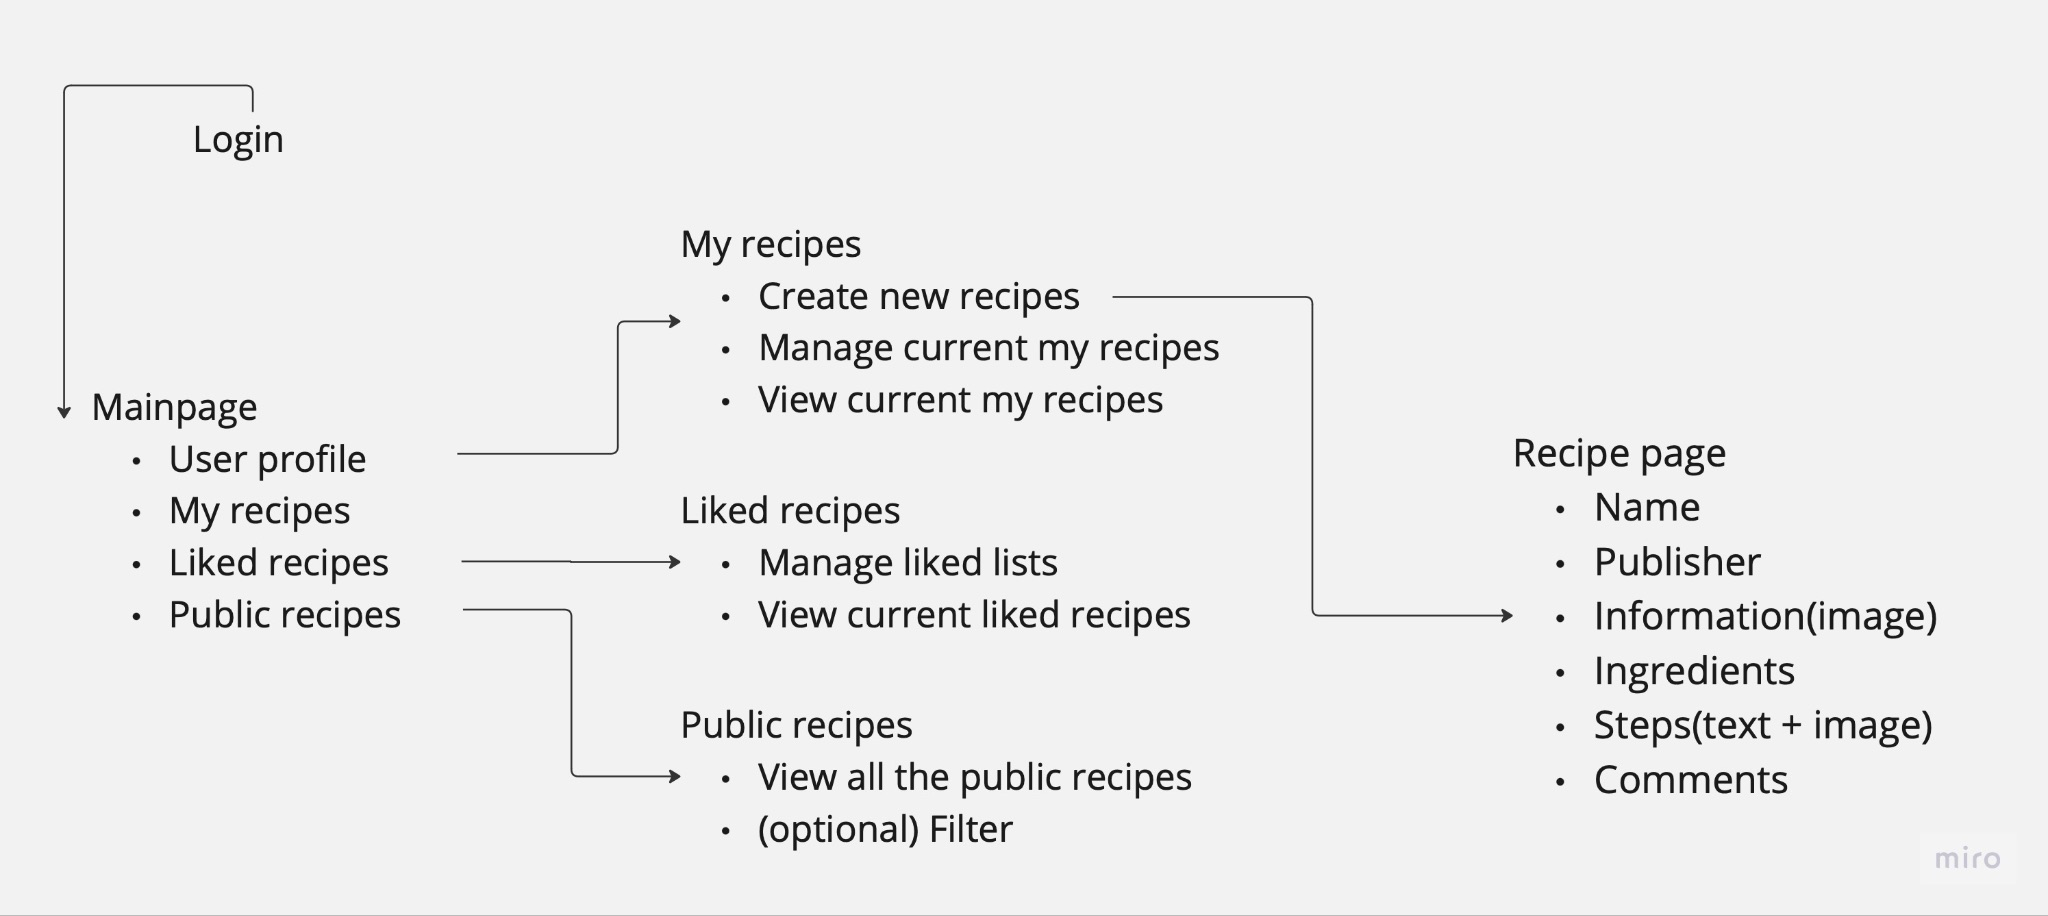 Login
Mainpage
• User profile
• My recipes
• Liked recipes
• Public recipes
My recipes
• Create new recipes
• Manage current my recipes
• View current my recipes
Liked recipes
• Manage liked lists
• View current liked recipes
Public recipes
• View all the public recipes
• (optional) Filter
Recipe page
• Name
• Publisher
• Information(image)
• Ingredients
• Steps(text + image)
• Comments
miro